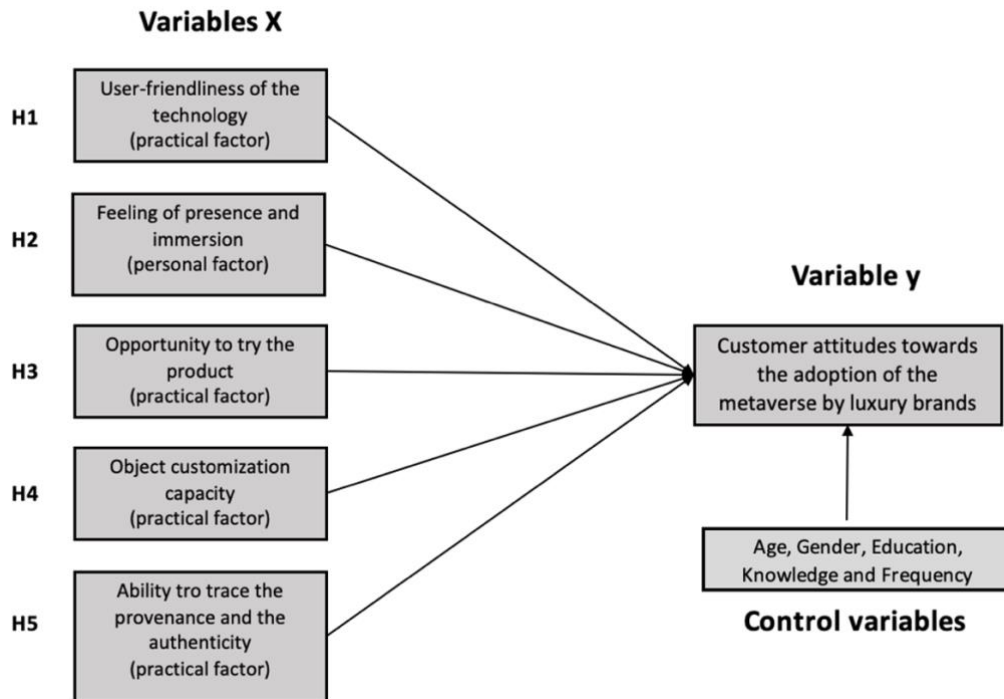 Variables X
H1
User-friendliness of the
technology
(practical factor)
H2
Feeling of presence and
immersion
(personal factor)
H3
Opportunity to try the
product
(practical factor)
H4
Object customization
capacity
(practical factor)
H5
Ability tro trace the
provenance and the
authenticity
(practical factor)
Variable y
Customer attitudes towards
the adoption of the
metaverse by luxury brands
Age, Gender, Education,
Knowledge and Frequency
Control variables